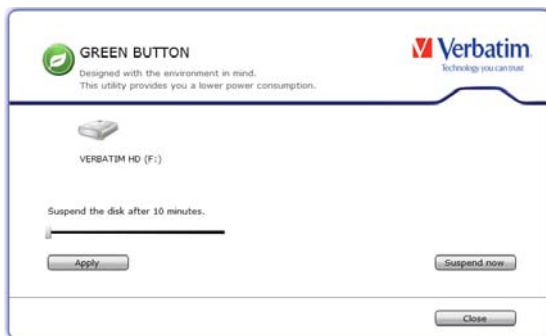 GREEN BUTTON
Designed with the environment in mind.
This utility provides you a lower power consumption.
Verbatim.
Technology you can trust
VERBATIM HD (F:)
Suspend the disk after 10 minutes.
Apply
Suspend now
Close